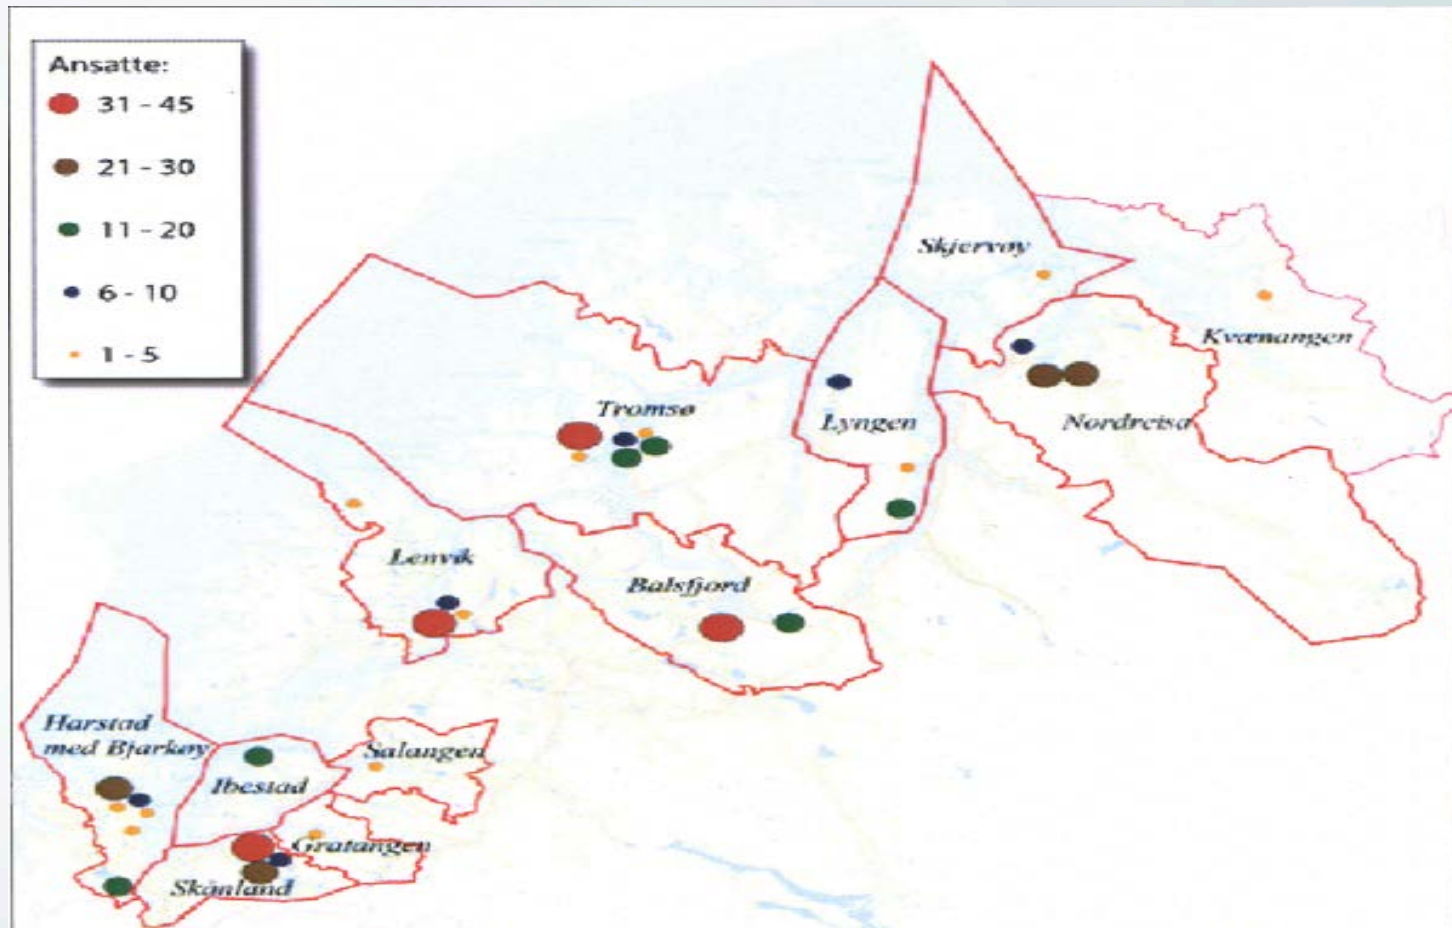 Ansatte:
31 - 45
21 - 30
11 - 20
6 - 10
1 - 5
Skjervøy
Kvænangen
Tromsø
Lyngen
Nordreisa
Lenvik
Balsfjord
Harstad
med Bjarkøy
Salangen
Ibestad
Gratangen
Skånland